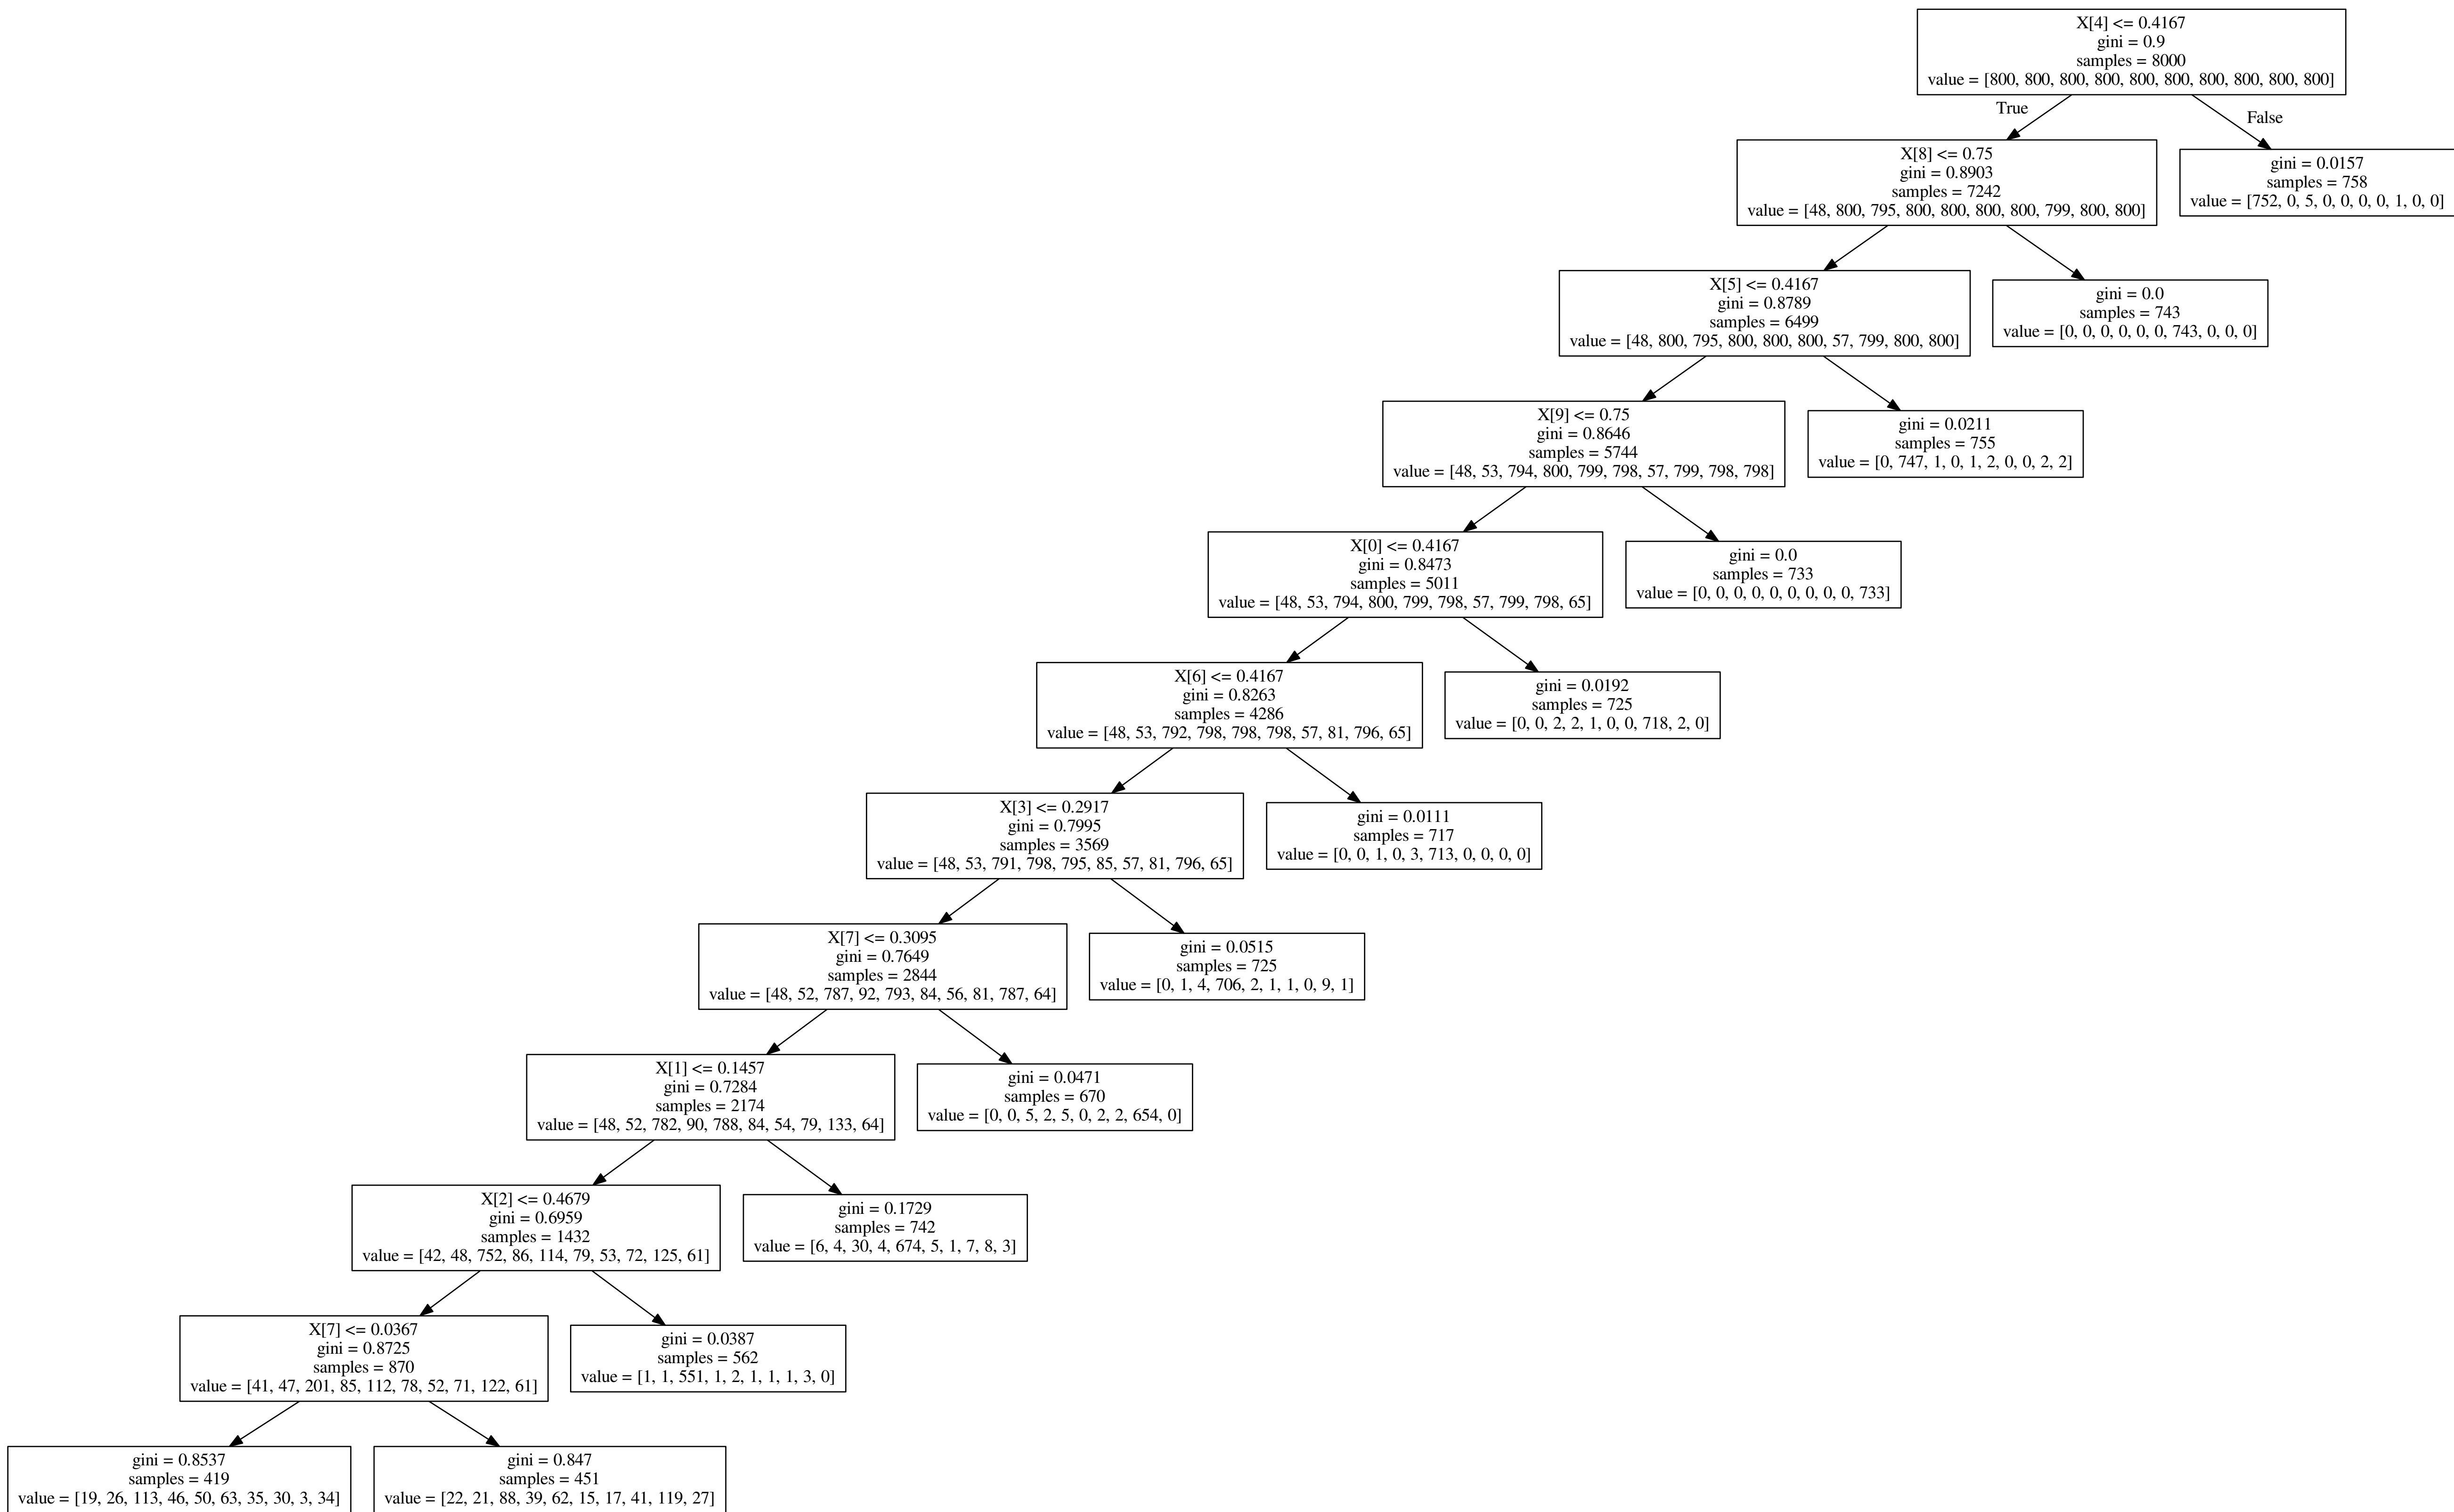 X[4] <= 0.4167
gini = 0.9
samples = 8000
value = [800, 800, 800, 800, 800, 800, 800, 800, 800, 800]
True
False
X[8] <= 0.75
gini = 0.8903
samples = 7242
value = [48, 800, 795, 800, 800, 800, 800, 799, 800, 800]
gini = 0.0157
samples = 758
value = [752, 0, 5, 0, 0, 0, 0, 1, 0, 0]
X[5] <= 0.4167
gini = 0.8789
samples = 6499
value = [48, 800, 795, 800, 800, 800, 57, 799, 800, 800]
gini = 0.0
samples = 743
value = [0, 0, 0, 0, 0, 0, 743, 0, 0, 0]
X[9] <= 0.75
gini = 0.8646
samples = 5744
value = [48, 53, 794, 800, 799, 798, 57, 799, 798, 798]
gini = 0.0211
samples = 755
value = [0, 747, 1, 0, 1, 2, 0, 0, 2, 2]
X[0] <= 0.4167
gini = 0.8473
samples = 5011
value = [48, 53, 794, 800, 799, 798, 57, 799, 798, 65]
gini = 0.0
samples = 733
value = [0, 0, 0, 0, 0, 0, 0, 0, 0, 733]
X[6] <= 0.4167
gini = 0.8263
samples = 4286
value = [48, 53, 792, 798, 798, 798, 57, 81, 796, 65]
gini = 0.0192
samples = 725
value = [0, 0, 2, 2, 1, 0, 0, 718, 2, 0]
X[3] <= 0.2917
gini = 0.7995
samples = 3569
value = [48, 53, 791, 798, 795, 85, 57, 81, 796, 65]
gini = 0.0111
samples = 717
value = [0, 0, 1, 0, 3, 713, 0, 0, 0, 0]
X[7] <= 0.3095
gini = 0.7649
samples = 2844
value = [48, 52, 787, 92, 793, 84, 56, 81, 787, 64]
gini = 0.0515
samples = 725
value = [0, 1, 4, 706, 2, 1, 1, 0, 9, 1]
X[1] <= 0.1457
gini = 0.7284
samples = 2174
value = [48, 52, 782, 90, 788, 84, 54, 79, 133, 64]
gini = 0.0471
samples = 670
value = [0, 0, 5, 2, 5, 0, 2, 2, 654, 0]
X[2] <= 0.4679
gini = 0.6959
samples = 1432
value = [42, 48, 752, 86, 114, 79, 53, 72, 125, 61]
gini = 0.1729
samples = 742
value = [6, 4, 30, 4, 674, 5, 1, 7, 8, 3]
X[7] <= 0.0367
gini = 0.8725
samples = 870
value = [41, 47, 201, 85, 112, 78, 52, 71, 122, 61]
gini = 0.0387
samples = 562
value = [1, 1, 551, 1, 2, 1, 1, 1, 3, 0]
gini = 0.8537
samples = 419
value = [19, 26, 113, 46, 50, 63, 35, 30, 3, 34]
gini = 0.847
samples = 451
value = [22, 21, 88, 39, 62, 15, 17, 41, 119, 27]